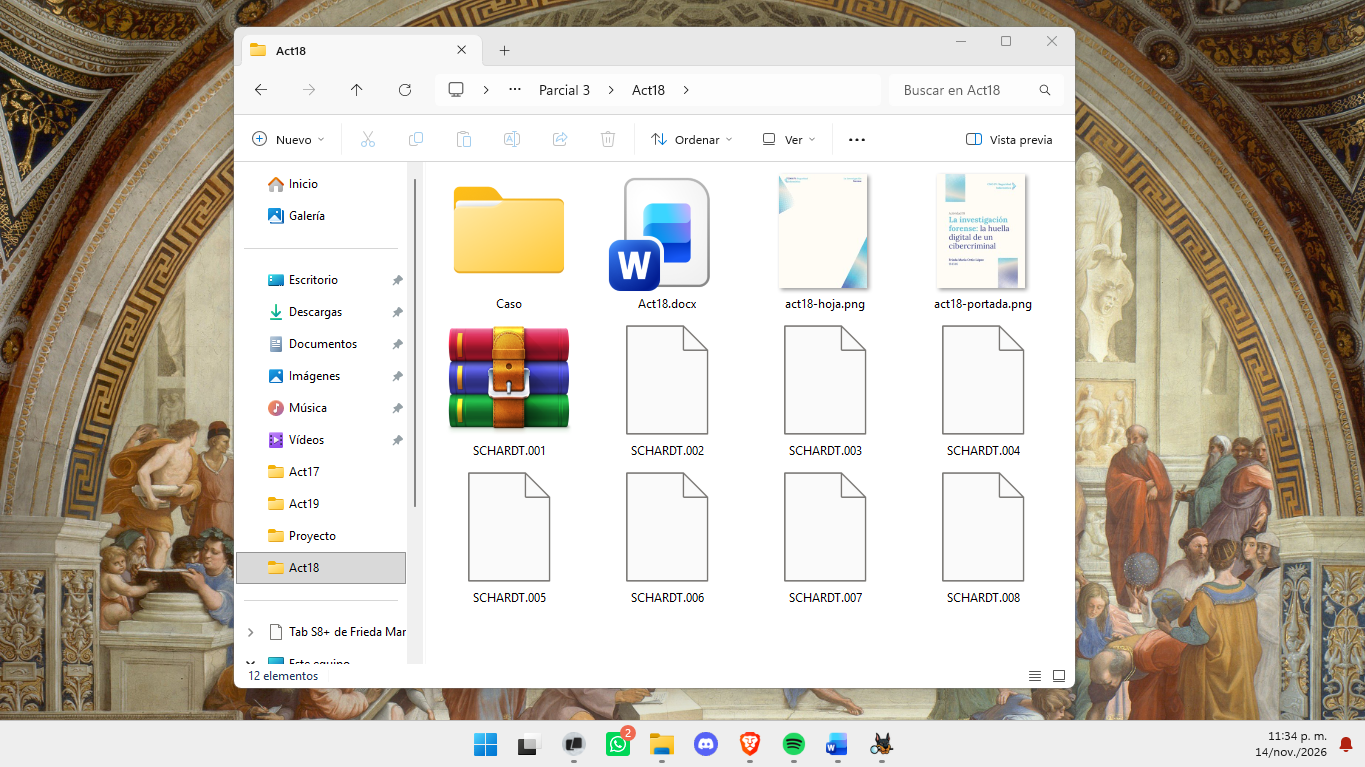 Act18
Parcial 3
Act18
Buscar en Act18
Nuevo
Ordenar
Ver
Vista previa
Inicio
Galería
Escritorio
Descargas
Documentos
Imágenes
Música
Vídeos
Act17
Act19
Proyecto
Act18
Tab S8+ de Frieda Mar
Este equipo
W
Caso
Act18.docx
act18-hoja.png
La investigación
forense: la huella
digital de un
cibercriminal
act18-portada.png
SCHARDT.001
SCHARDT.002
SCHARDT.003
SCHARDT.004
SCHARDT.005
SCHARDT.006
SCHARDT.007
SCHARDT.008
12 elementos
2
W
11:34 p. m.
14/nov./2026